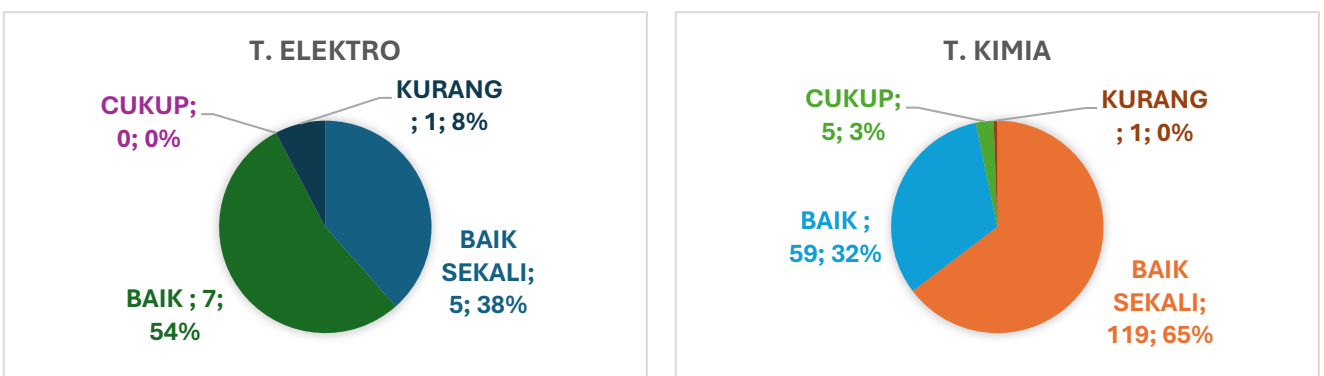 T. ELEKTRO
CUKUP;
0; 0%
KURANG
; 1; 8%
BAIK
SEKALI;
5; 38%
BAIK ; 7;
54%
T. KIMIA
CUKUP;
5; 3%
KURANG
; 1; 0%
BAIK ;
59; 32%
BAIK
SEKALI;
119; 65%